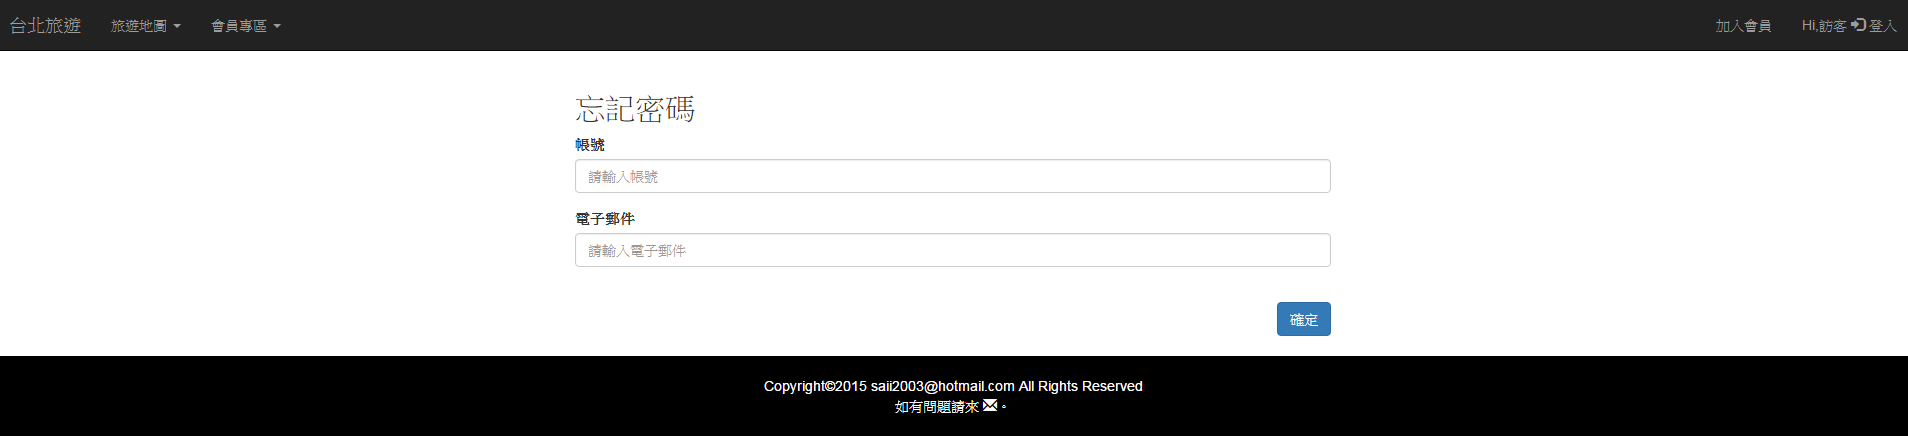 台北旅遊 旅遊地圖 會員專區 加入會員 Hi,訪客 登入
忘記密碼
帳號
請輸入帳號
電子郵件
請輸入電子郵件
確定
Copyright©2015 saii2003@hotmail.com All Rights Reserved
如有問題請來 。